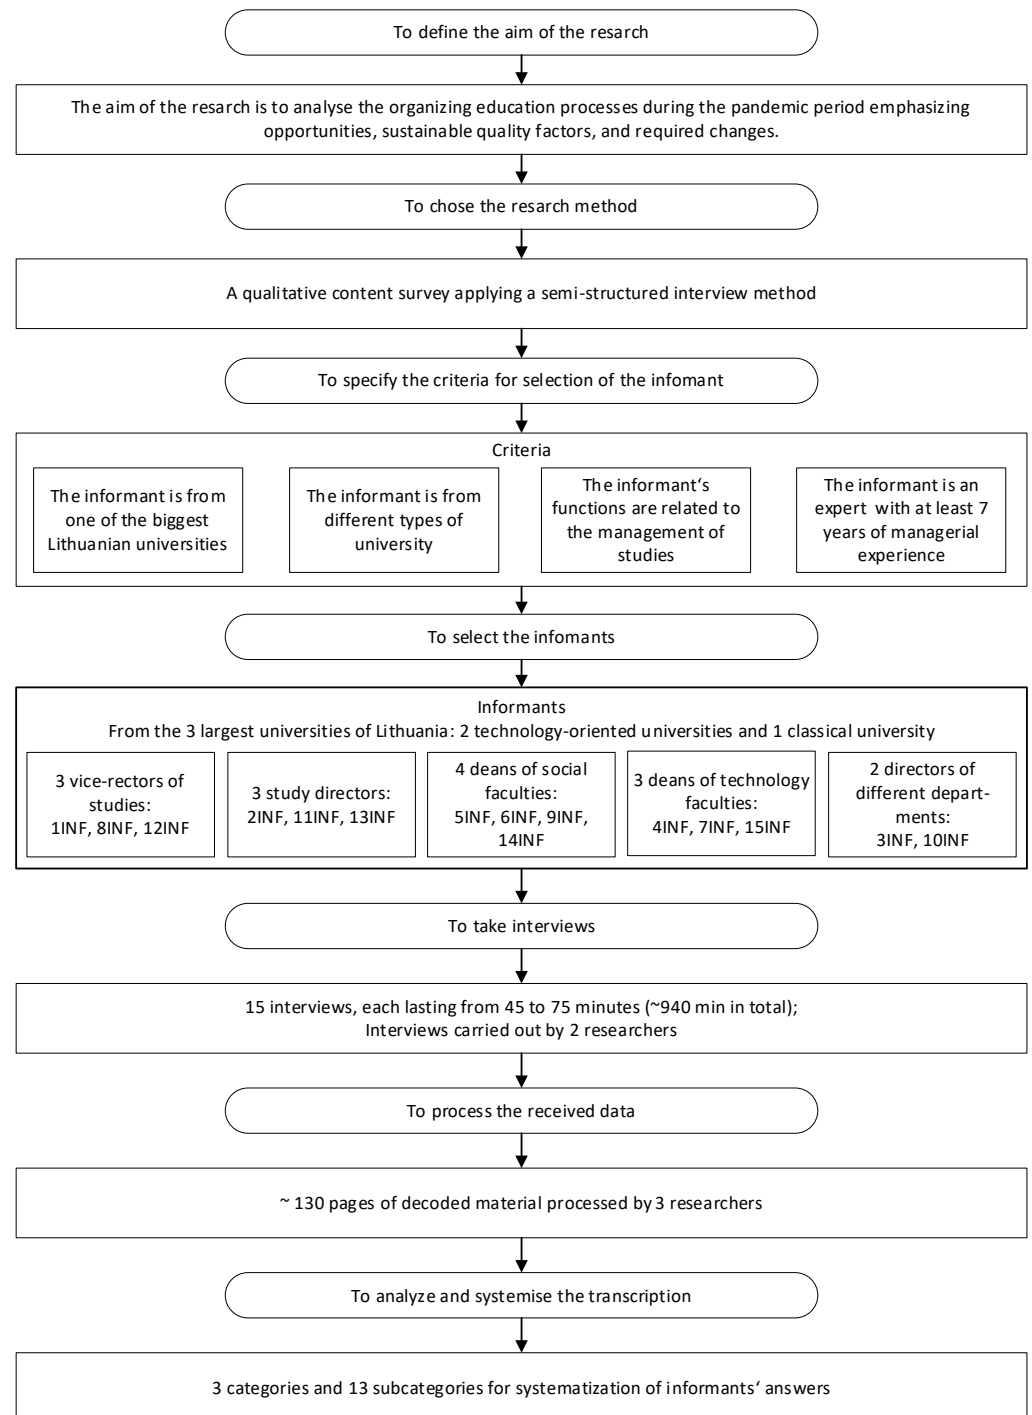 To define the aim of the resarch
The aim of the resarch is to analyse the organizing education processes during the pandemic period emphasizing
opportunities, sustainable quality factors, and required changes.
To chose the resarch method
A qualitative content survey applying a semi-structured interview method
To specify the criteria for selection of the infomant
Criteria
The informant is from
one of the biggest
Lithuanian universities
The informant is from
different types of
university
The informant‘s
functions are related to
the management of
studies
The informant is an
expert with at least 7
years of managerial
experience
To select the infomants
Informants
From the 3 largest universities of Lithuania: 2 technology-oriented universities and 1 classical university
3 vice-rectors of
studies:
1INF, 8INF, 12INF
3 study directors:
2INF, 11INF, 13INF
4 deans of social
faculties:
5INF, 6INF, 9INF,
14INF
3 deans of technology
faculties:
4INF, 7INF, 15INF
2 directors of
different depart-
ments:
3INF, 10INF
To take interviews
15 interviews, each lasting from 45 to 75 minutes (~940 min in total);
Interviews carried out by 2 researchers
To process the received data
~ 130 pages of decoded material processed by 3 researchers
To analyze and systemise the transcription
3 categories and 13 subcategories for systematization of informants‘ answers